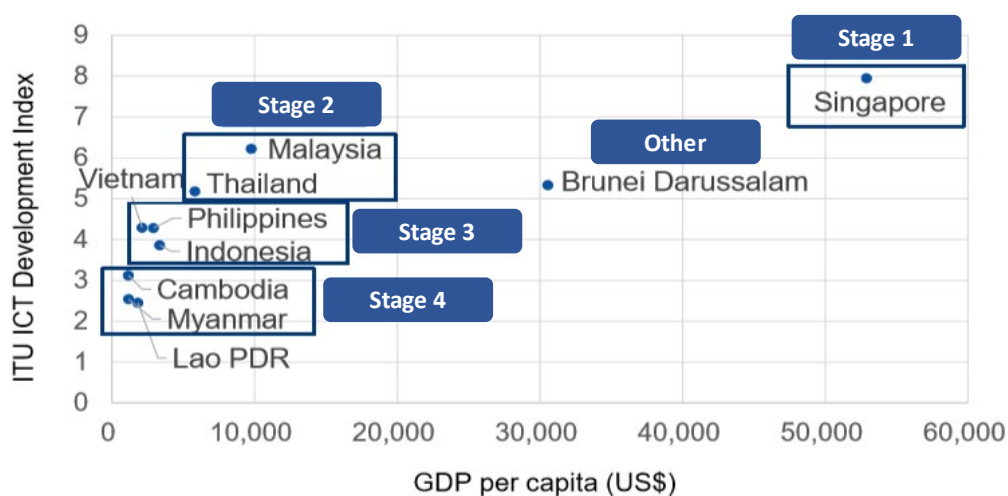 ITU ICT Development Index
9
8
7
6
5
4
3
2
1
0
Stage 1
Singapore
Stage 2
Malaysia
Thailand
Other
Brunei Darussalam
Vietnam
Philippines
Indonesia
Stage 3
Cambodia
Myanmar
Lao PDR
Stage 4
0 10,000 20,000 30,000 40,000 50,000 60,000
GDP per capita (US$)